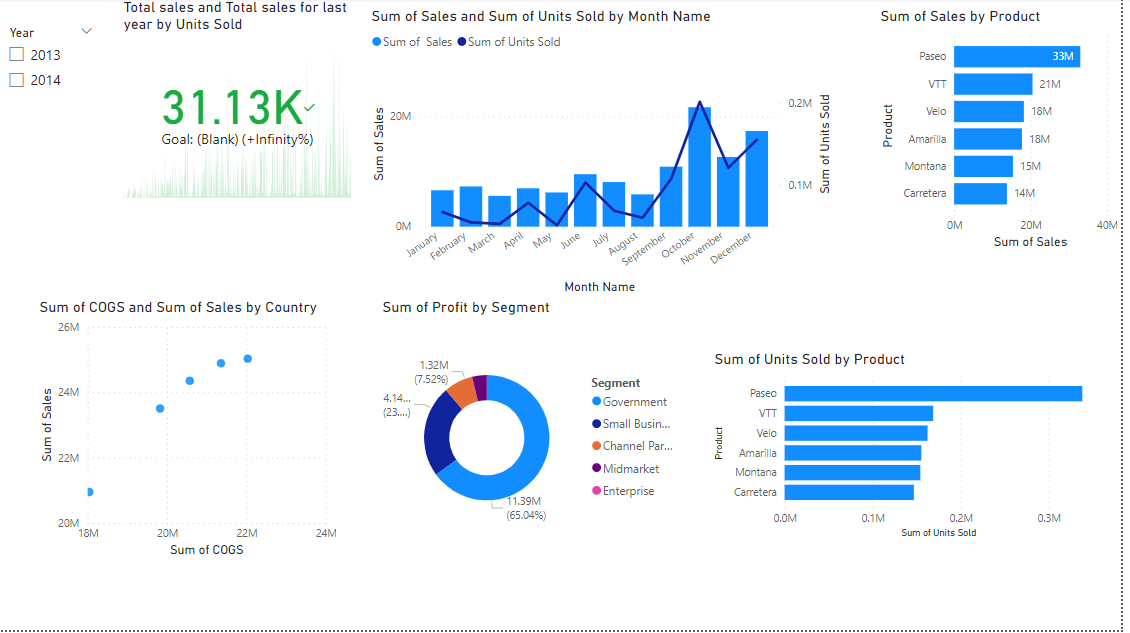 Year
2013
2014
Total sales and Total sales for last
year by Units Sold
31.13K
Goal: (Blank) (+Infinity%)
Sum of Sales and Sum of Units Sold by Month Name
Sum of Sales
Sum of Units Sold
Sum of Sales
20M
0M
0.2M
0.1M
Sum of Units Sold
January
February
March
April
May
June
July
August
September
October
November
December
Month Name
Sum of Sales by Product
Product
Paseo
33M
VTT
21M
Velo
18M
Amarilla
18M
Montana
15M
Carretera
14M
0M
20M
40M
Sum of Sales
Sum of COGS and Sum of Sales by Country
Sum of Sales
26M
24M
22M
20M
18M
20M
22M
24M
Sum of COGS
Sum of Profit by Segment
1.32M
(7.52%)
4.14...
(23....)
11.39M
(65.04%)
Segment
Government
Small Busin...
Channel Par...
Midmarket
Enterprise
Sum of Units Sold by Product
Product
Paseo
VTT
Velo
Amarilla
Montana
Carretera
0.0M
0.1M
0.2M
0.3M
Sum of Units Sold